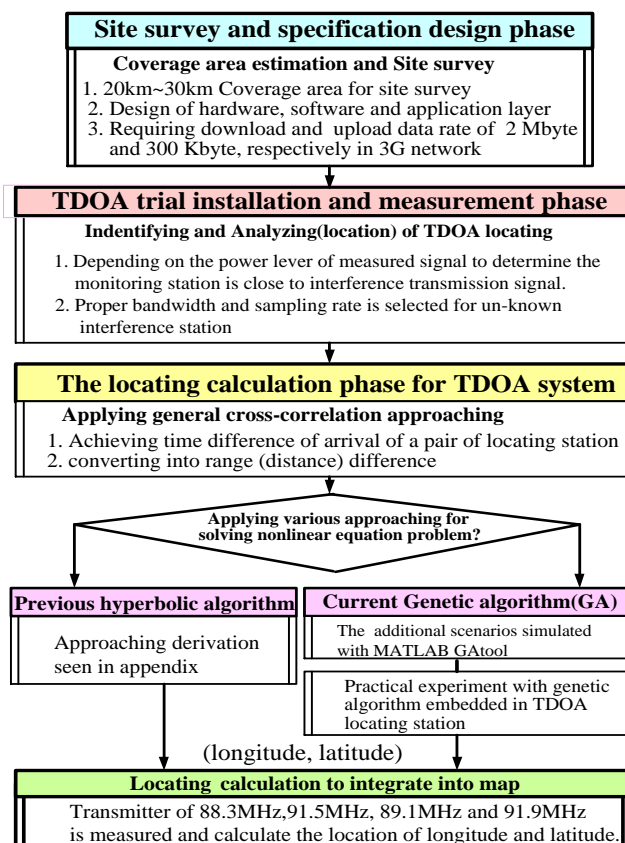 Site survey and specification design phase
Coverage area estimation and Site survey
1. 20km~30km Coverage area for site survey
2. Design of hardware, software and application layer
3. Requiring download and upload data rate of 2 Mbyte
and 300 Kbyte, respectively in 3G network
TDOA trial installation and measurement phase
Indentifying and Analyzing(location) of TDOA locating
1. Depending on the power lever of measured signal to determine the
monitoring station is close to interference transmission signal.
2. Proper bandwidth and sampling rate is selected for un-known
interference station
The locating calculation phase for TDOA system
Applying general cross-correlation approaching
1. Achieving time difference of arrival of a pair of locating station
2. converting into range (distance) difference
Applying various approaching for
solving nonlinear equation problem?
Previous hyperbolic algorithm
Approaching derivation
seen in appendix
Current Genetic algorithm(GA)
The additional scenarios simulated
with MATLAB GAtool
Practical experiment with genetic
algorithm embedded in TDOA
locating station
(longitude, latitude)
Locating calculation to integrate into map
Transmitter of 88.3MHz,91.5MHz, 89.1MHz and 91.9MHz
is measured and calculate the location of longitude and latitude.